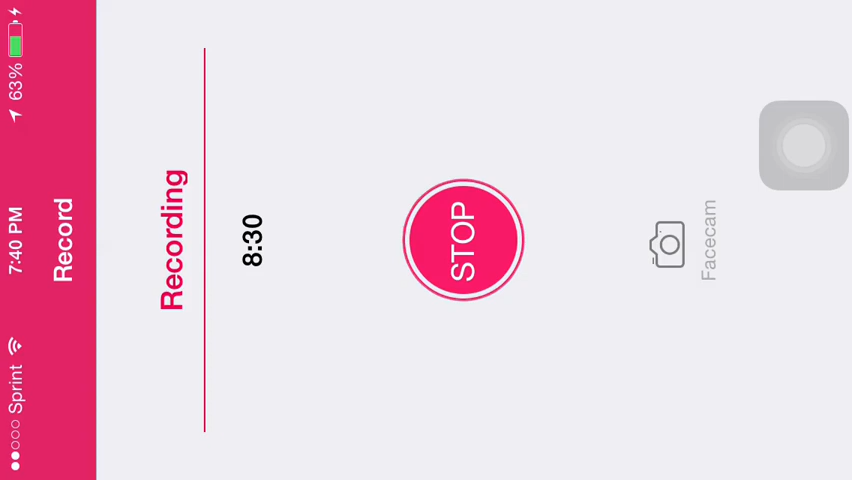 Sprint 7:40 PM 63%
Record
Recording
8:30
STOP
Facecam